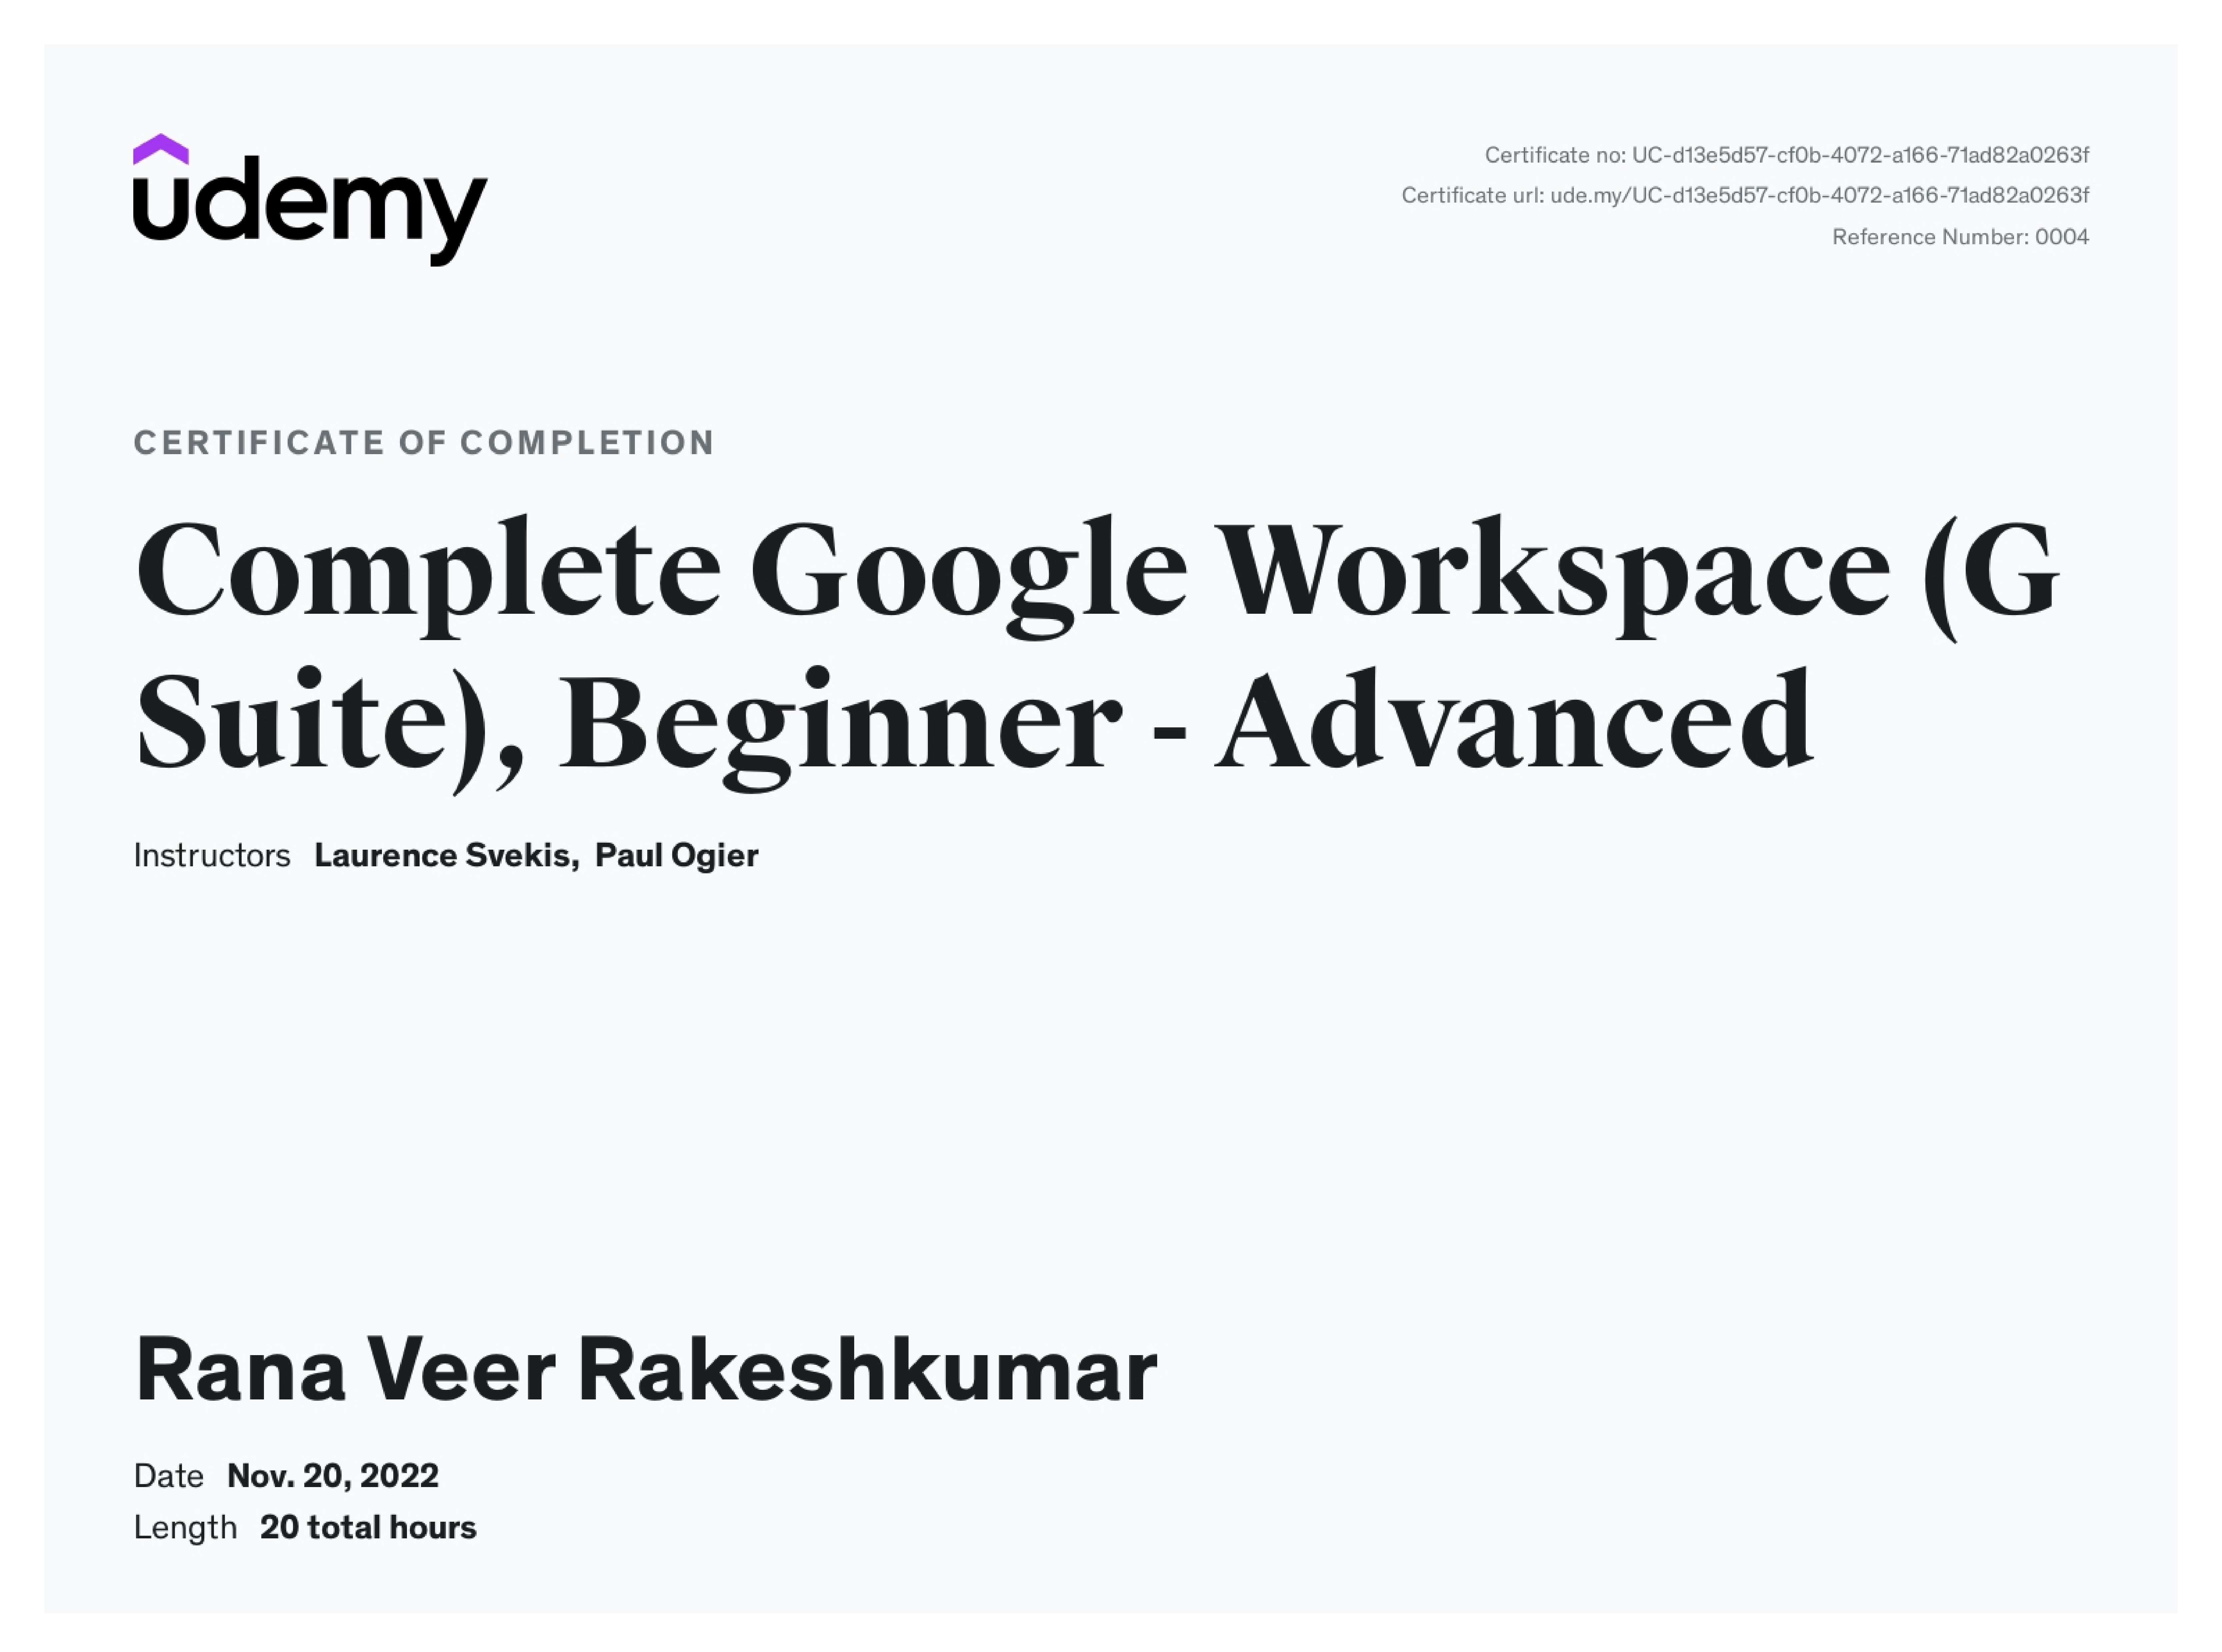 udemy
Certificate no: UC-d13e5d57-cf0b-4072-a166-71ad82a0263f
Certificate url: ude.my/UC-d13e5d57-cf0b-4072-a166-71ad82a0263f
Reference Number: 0004
CERTIFICATE OF COMPLETION
Complete Google Workspace (G
Suite), Beginner - Advanced
Instructors Laurence Svekis, Paul Ogier
Rana Veer Rakeshkumar
Date Nov. 20, 2022
Length 20 total hours